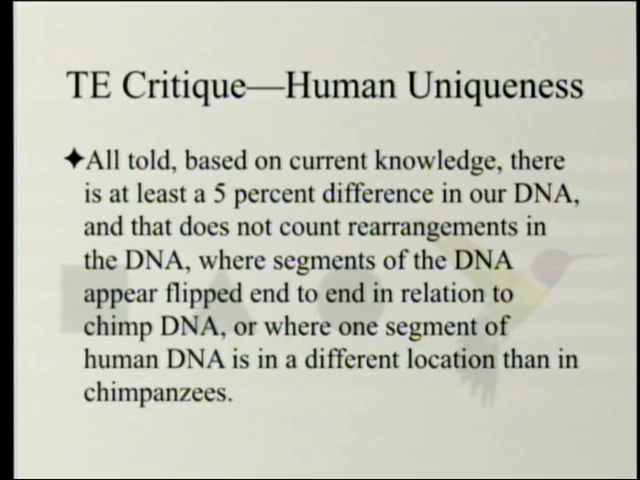 TE Critique—Human Uniqueness
✦All told, based on current knowledge, there
is at least a 5 percent difference in our DNA,
and that does not count rearrangements in
the DNA, where segments of the DNA
appear flipped end to end in relation to
chimp DNA, or where one segment of
human DNA is in a different location than in
chimpanzees.